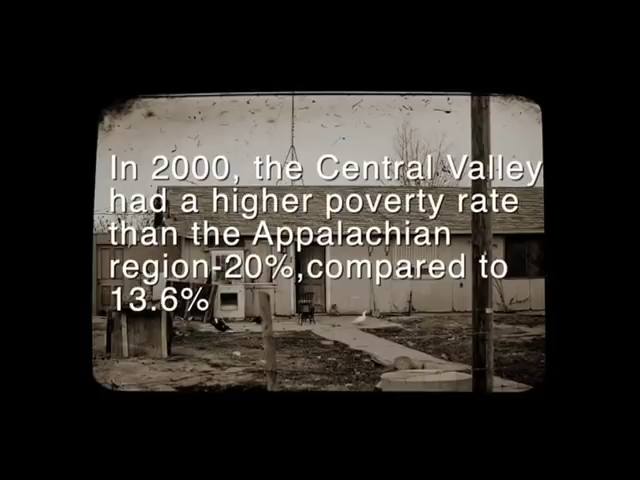 In 2000, the Central Valley
had a higher poverty rate
than the Appalachian
region-20%,compared to
13.6%